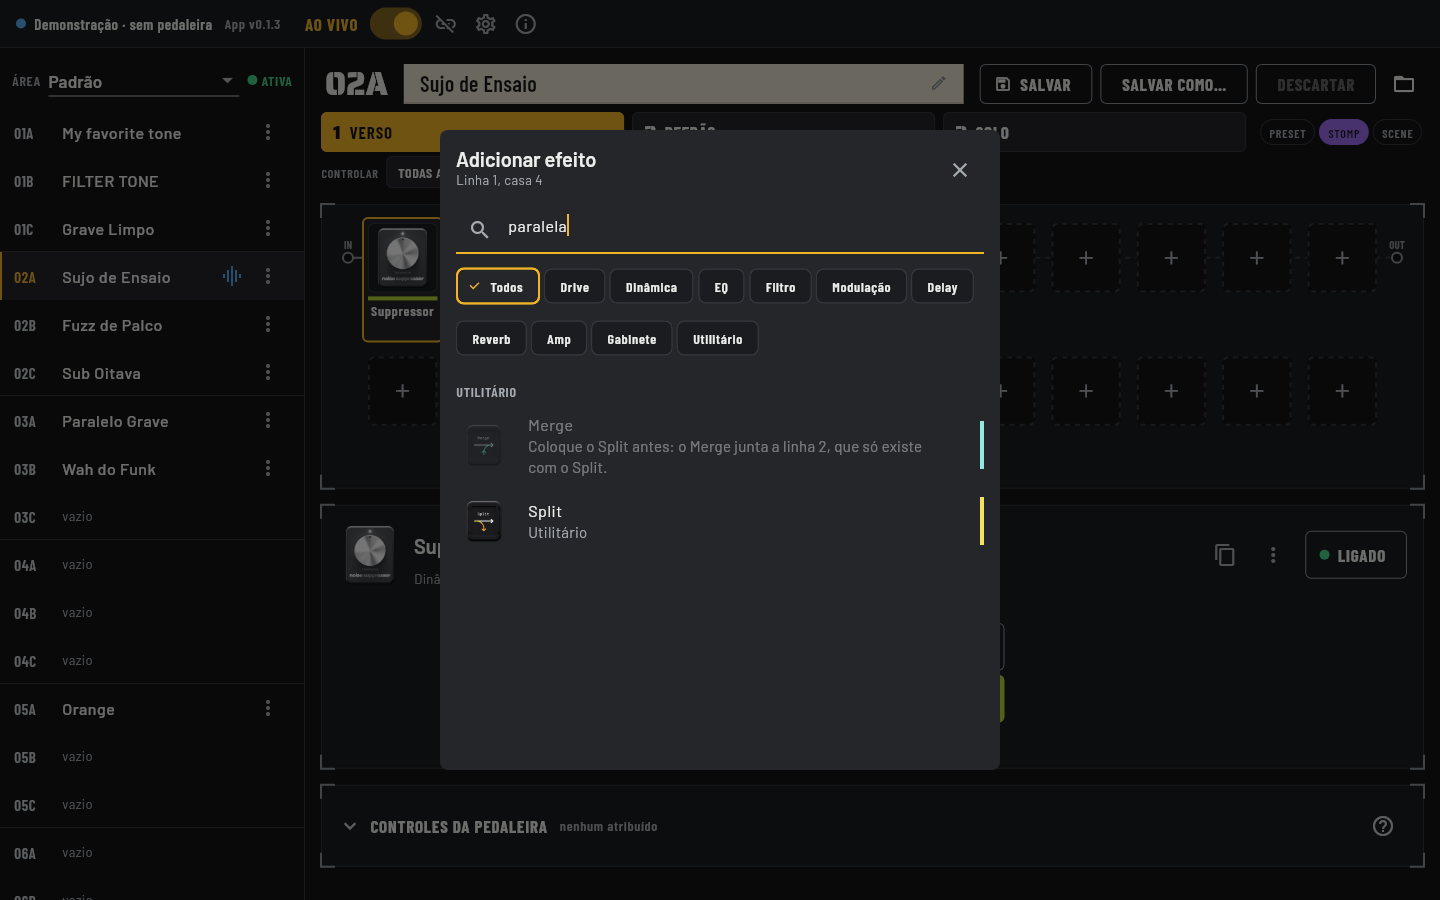 Demonstração · sem pedaleira App v0.1.3 AO VIVO
ÁREA Padrão ATIVA
01A My favorite tone
01B FILTER TONE
01C Grave Limpo
02A Sujo de Ensaio
02B Fuzz de Palco
02C Sub Oitava
03A Paralelo Grave
03B Wah do Funk
03C vazio
04A vazio
04B vazio
04C vazio
05A Orange
05B vazio
05C vazio
06A vazio
02A Sujo de Ensaio SALVAR SALVAR COMO... DESCARTAR
1 VERSO
PRESET STOMP SCENE
CONTROLAR TODAS
IN
Suppressor
OUT
Adicionar efeito
Linha 1, casa 4
paralela
Todos Drive Dinâmica EQ Filtro Modulação Delay
Reverb Amp Gabinete Utilitário
UTILITÁRIO
Merge
Coloque o Split antes: o Merge junta a linha 2, que só existe
com o Split.
Split
Utilitário
LIGADO
CONTROLES DA PEDALEIRA nenhum atribuído